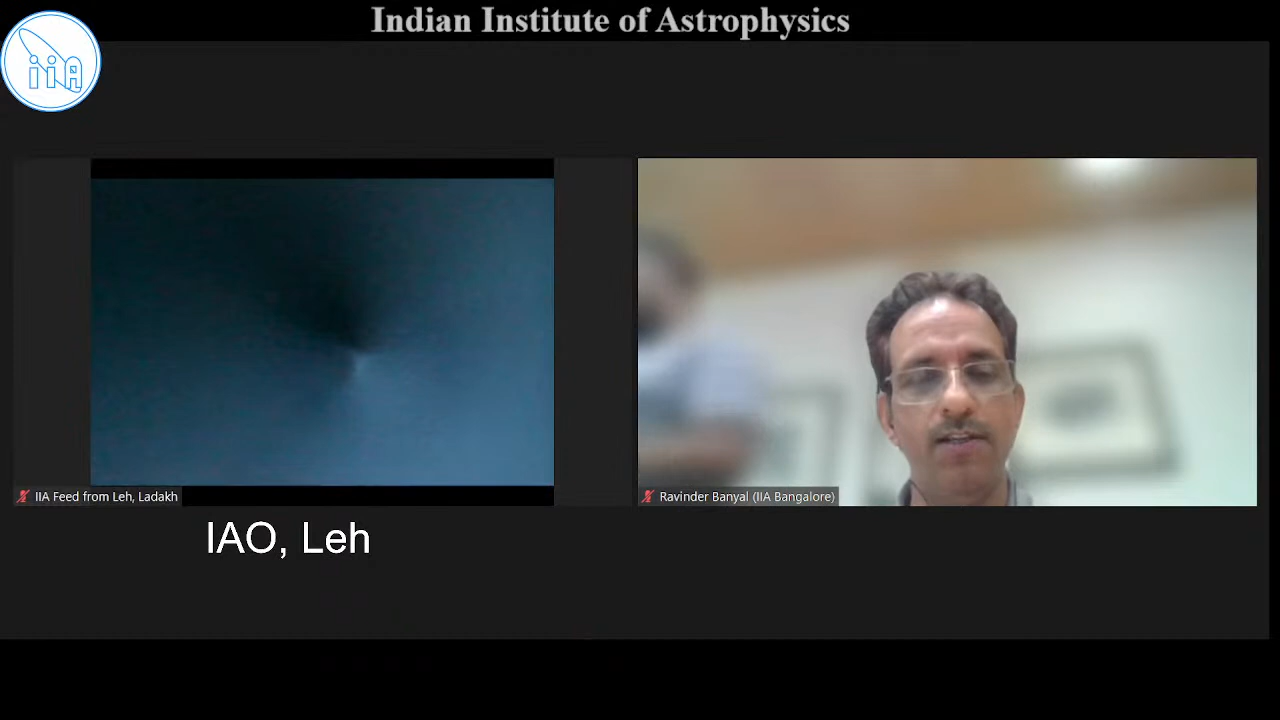 Indian Institute of Astrophysics
iiA
IIA Feed from Leh, Ladakh
Ravinder Banyal (IIA Bangalore)
IAO, Leh